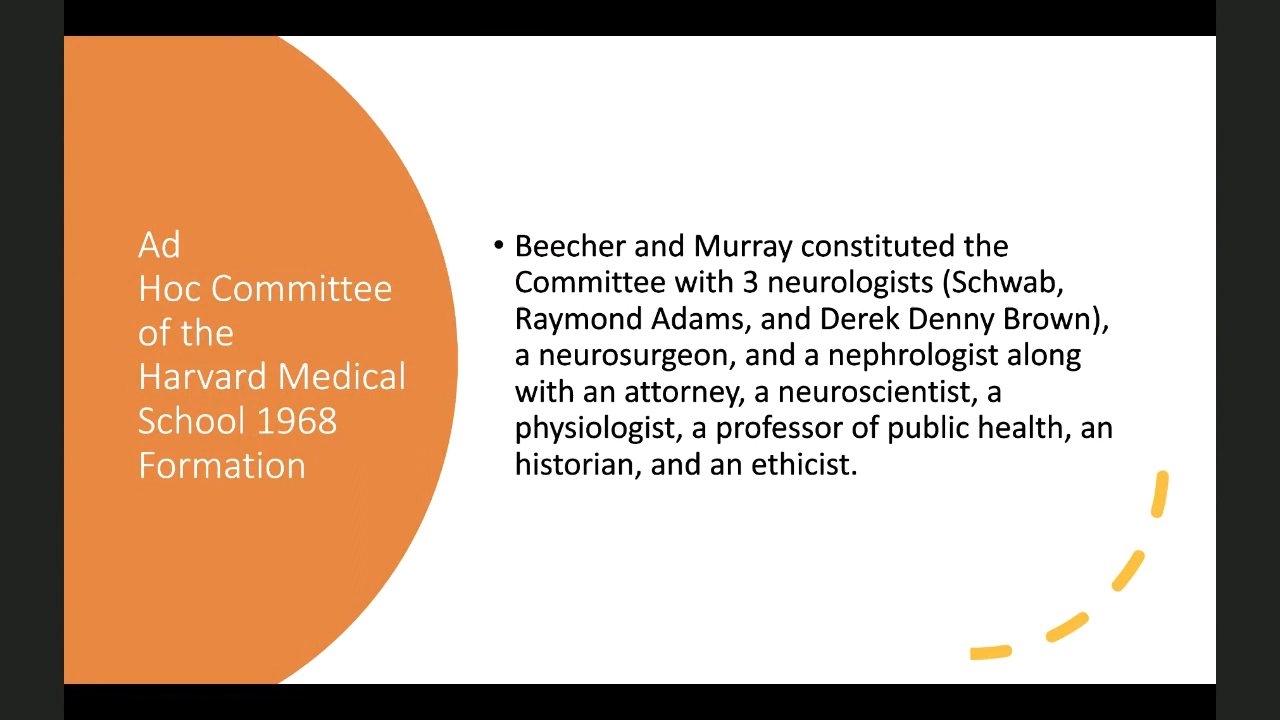 Ad
Hoc Committee
of the
Harvard Medical
School 1968
Formation
• Beecher and Murray constituted the
Committee with 3 neurologists (Schwab,
Raymond Adams, and Derek Denny Brown),
a neurosurgeon, and a nephrologist along
with an attorney, a neuroscientist, a
physiologist, a professor of public health, an
historian, and an ethicist.